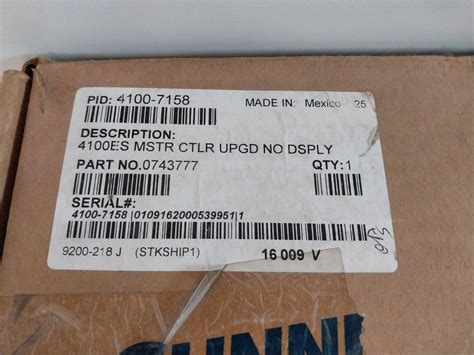 PID: 4100-7158
MADE IN: Mexico 25
DESCRIPTION:
4100ES MSTR CTLR UPGD NO DSPLY
PART NO.0743777 QTY:1
SERIAL#:
4100-7158 |0109162000539951|1
9200-218 J (STKSHIP1) 16 009 V